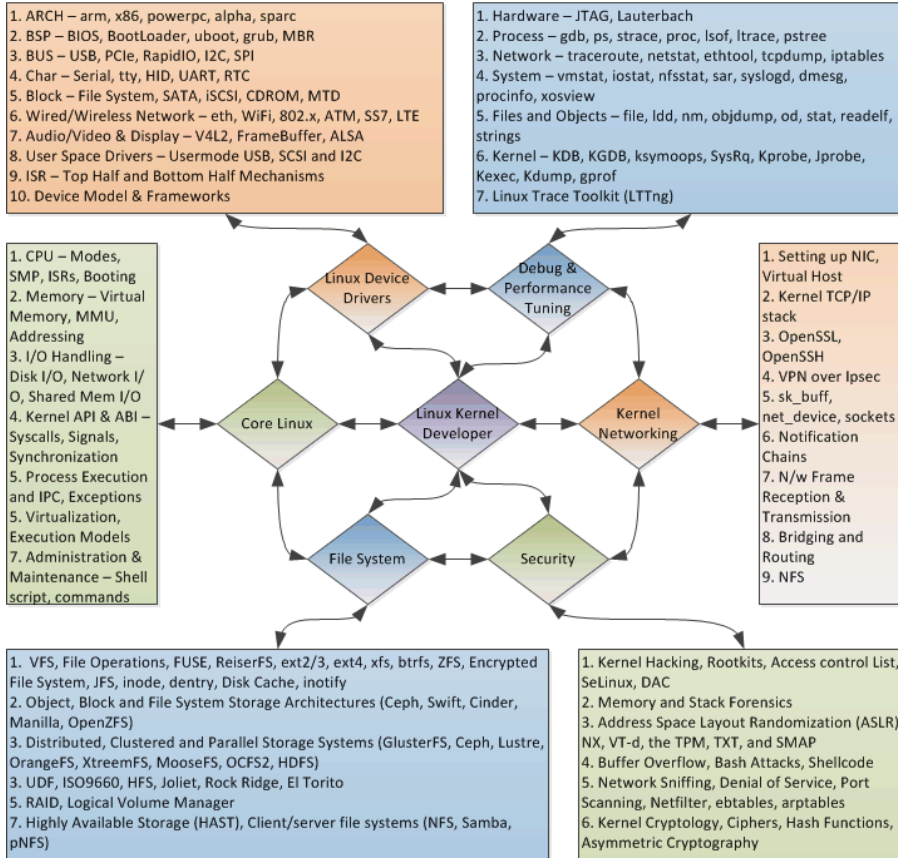 1. ARCH – arm, x86, powerpc, alpha, sparc
2. BSP – BIOS, BootLoader, uboot, grub, MBR
3. BUS – USB, PCIe, RapidIO, I2C, SPI
4. Char – Serial, tty, HID, UART, RTC
5. Block – File System, SATA, iSCSI, CDROM, MTD
6. Wired/Wireless Network - eth, WiFi, 802.x, ATM, SS7, LTE
7. Audio/Video & Display - V4L2, FrameBuffer, ALSA
8. User Space Drivers - Usermode USB, SCSI and I2C
9. ISR – Top Half and Bottom Half Mechanisms
10. Device Model & Frameworks
1. Hardware – JTAG, Lauterbach
2. Process – gdb, ps, strace, proc, lsof, ltrace, pstree
3. Network – traceroute, netstat, ethtool, tcpdump, iptables
4. System – vmstat, iostat, nfsstat, sar, syslogd, dmesg,
procinfo, xosview
5. Files and Objects – file, ldd, nm, objdump, od, stat, readelf,
strings
6. Kernel – KDB, KGDB, ksymoops, SysRq, Kprobe, Jprobe,
Kexec, Kdump, gprof
7. Linux Trace Toolkit (LTTng)
1. CPU – Modes,
SMP, ISRs, Booting
2. Memory – Virtual
Memory, MMU,
Addressing
3. I/O Handling –
Disk I/O, Network I/
O, Shared Mem I/O
4. Kernel API & ABI –
Syscalls, Signals,
Synchronization
5. Process Execution
and IPC, Exceptions
5. Virtualization,
Execution Models
7. Administration &
Maintenance – Shell
script, commands
Linux Device
Drivers
Debug &
Performance
Tuning
Core Linux
Linux Kernel
Developer
Kernel
Networking
File System
Security
1. Setting up NIC,
Virtual Host
2. Kernel TCP/IP
stack
3. OpenSSL,
OpenSSH
4. VPN over Ipsec
5. sk_buff,
net_device, sockets
6. Notification
Chains
7. N/w Frame
Reception &
Transmission
8. Bridging and
Routing
9. NFS
1. VFS, File Operations, FUSE, ReiserFS, ext2/3, ext4, xfs, btrfs, ZFS, Encrypted
File System, JFS, inode, dentry, Disk Cache, inotify
2. Object, Block and File System Storage Architectures (Ceph, Swift, Cinder,
Manilla, OpenZFS)
3. Distributed, Clustered and Parallel Storage Systems (GlusterFS, Ceph, Lustre,
OrangeFS, XtreemFS, MooseFS, OCFS2, HDFS)
3. UDF, ISO9660, HFS, Joliet, Rock Ridge, El Torito
5. RAID, Logical Volume Manager
7. Highly Available Storage (HAST), Client/server file systems (NFS, Samba,
pNFS)
1. Kernel Hacking, Rootkits, Access control List,
SeLinux, DAC
2. Memory and Stack Forensics
3. Address Space Layout Randomization (ASLR)
NX, VT-d, the TPM, TXT, and SMAP
4. Buffer Overflow, Bash Attacks, Shellcode
5. Network Sniffing, Denial of Service, Port
Scanning, Netfilter, ebtables, arptables
6. Kernel Cryptology, Ciphers, Hash Functions,
Asymmetric Cryptography